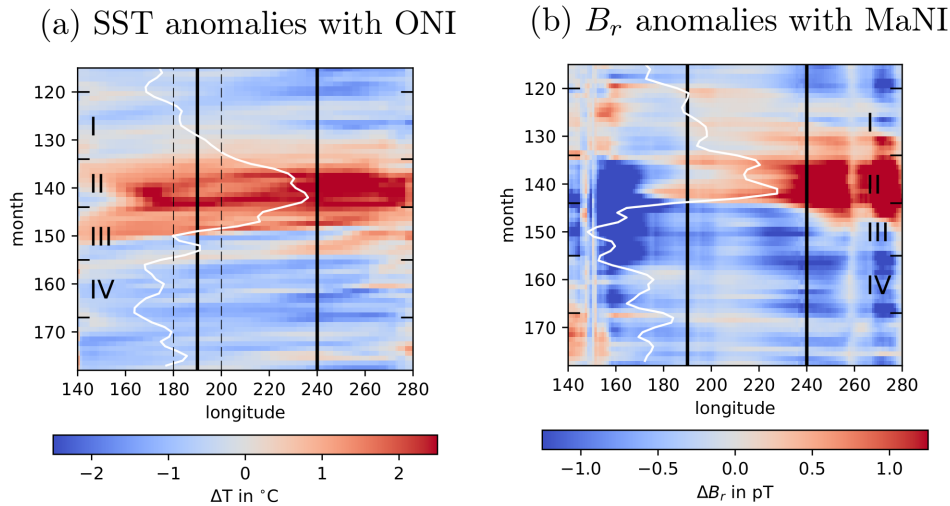 (a) SST anomalies with ONI
120
130
140
150
160
170
month
I
II
III
IV
140 160 180 200 220 240 260 280
longitude
−2 −1 0 1 2
ΔT in °C
(b) Bᵣ anomalies with MaNI
120
130
140
150
160
170
month
I
II
III
IV
140 160 180 200 220 240 260 280
longitude
−1.0 −0.5 0.0 0.5 1.0
ΔBᵣ in pT